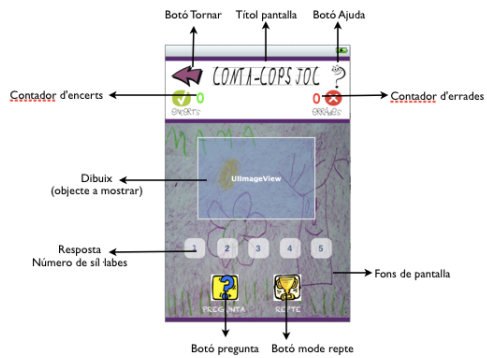 Botó Tornar
Títol pantalla
Botó Ajuda
CONTA-COPS JOC
Contador d'encerts
0
0
Contador d'errades
ENCERTS
ERRADES
MAMA
Dibuix
(objecte a mostrar)
UIImageView
Resposta
Número de síl·labes
1 2 3 4 5
Fons de pantalla
PREGUNTA
REPTE
Botó pregunta
Botó mode repte